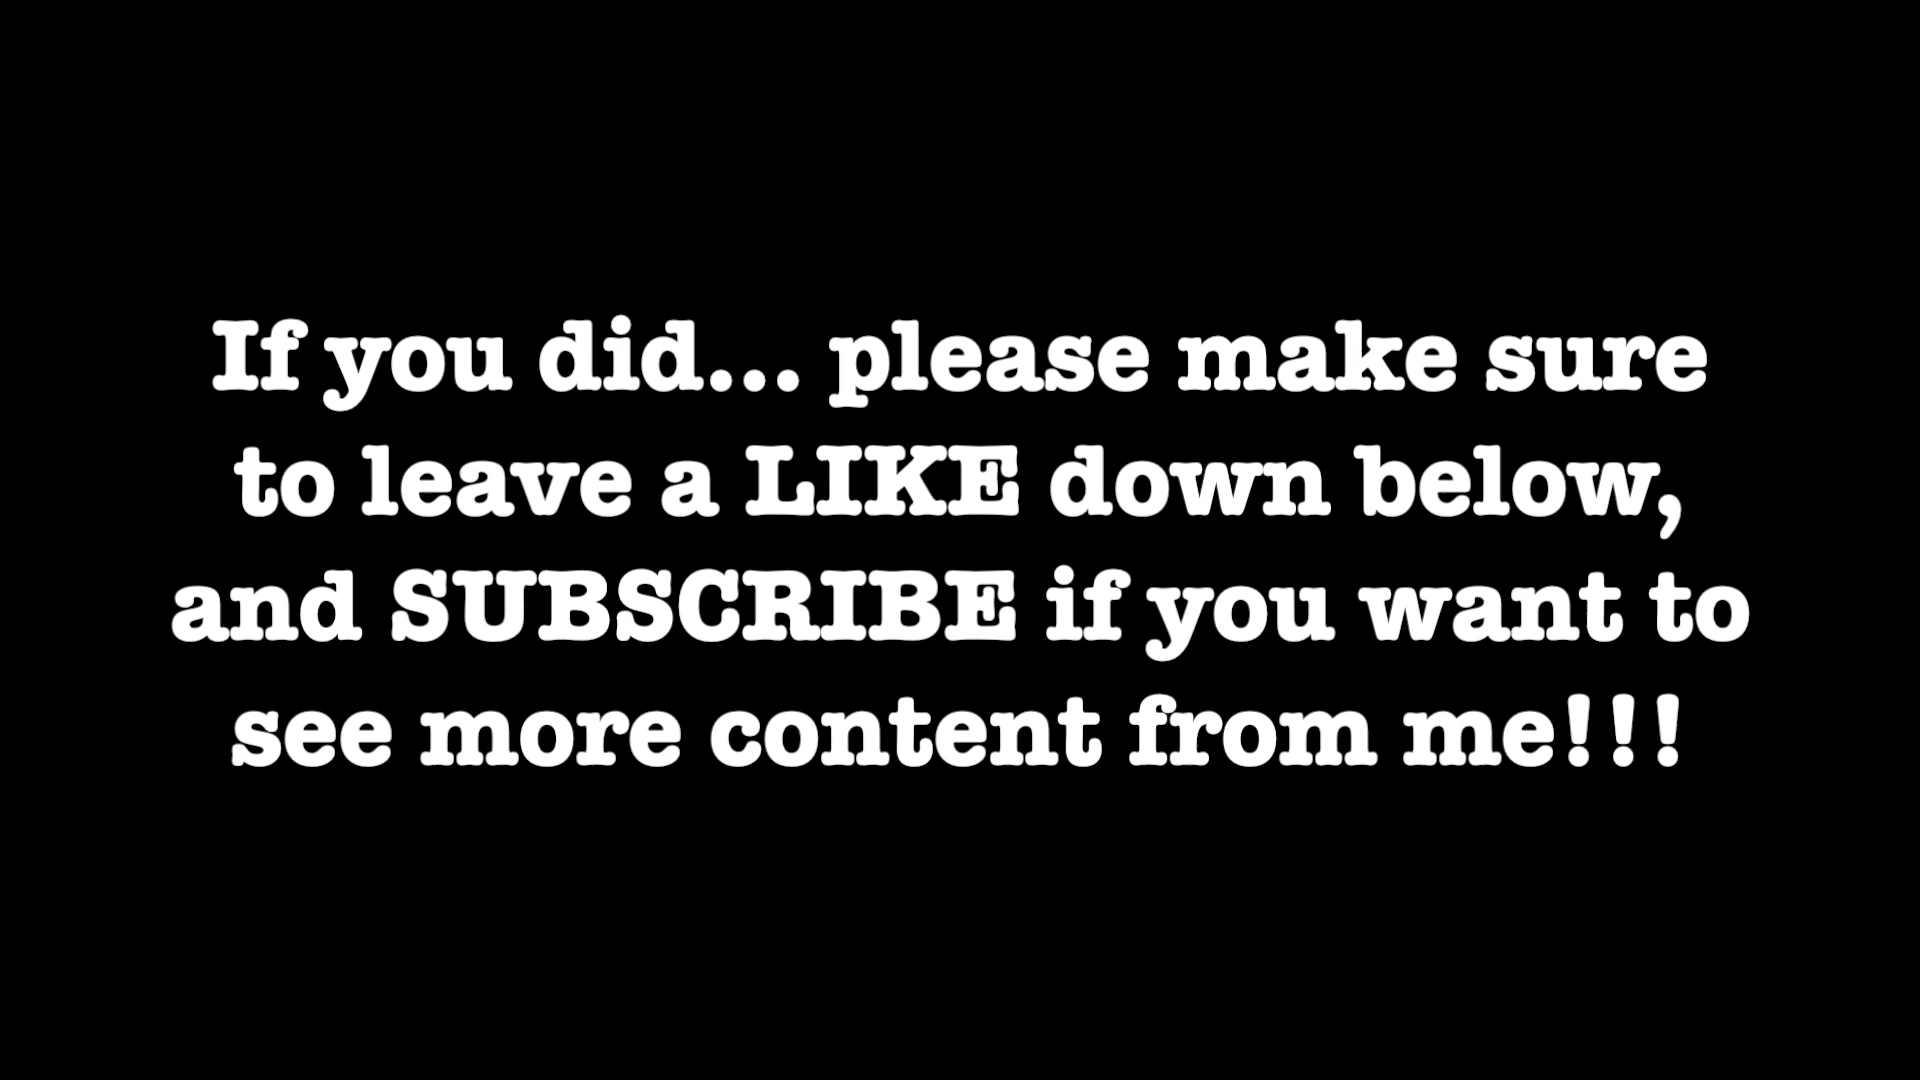 If you did... please make sure
to leave a LIKE down below,
and SUBSCRIBE if you want to
see more content from me!!!